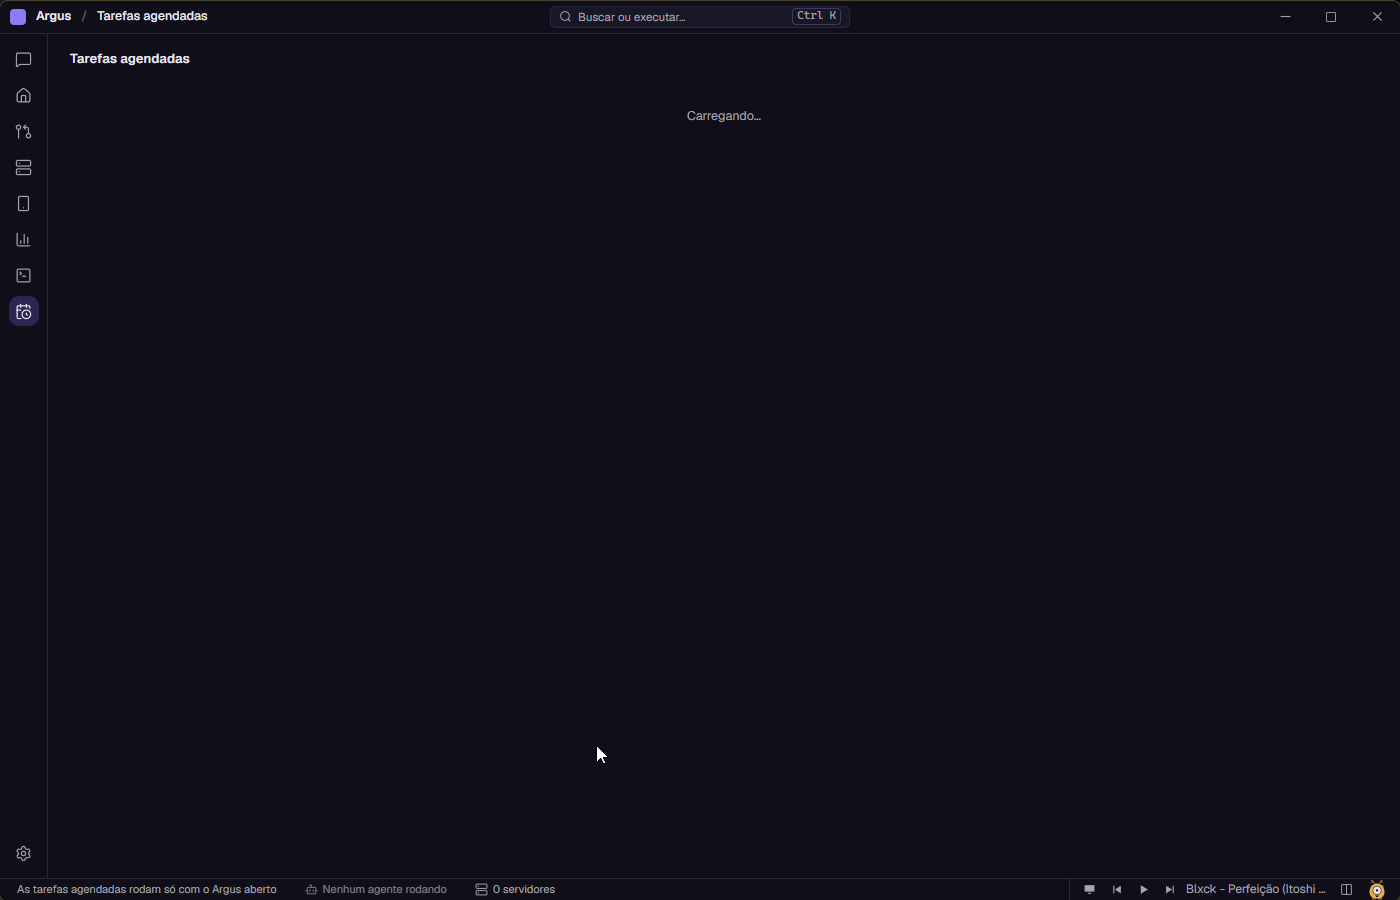 Argus / Tarefas agendadas
Buscar ou executar... Ctrl K
Tarefas agendadas
Carregando...
As tarefas agendadas rodam só com o Argus aberto
Nenhum agente rodando
0 servidores
Blxck - Perfeição (Itoshi ...